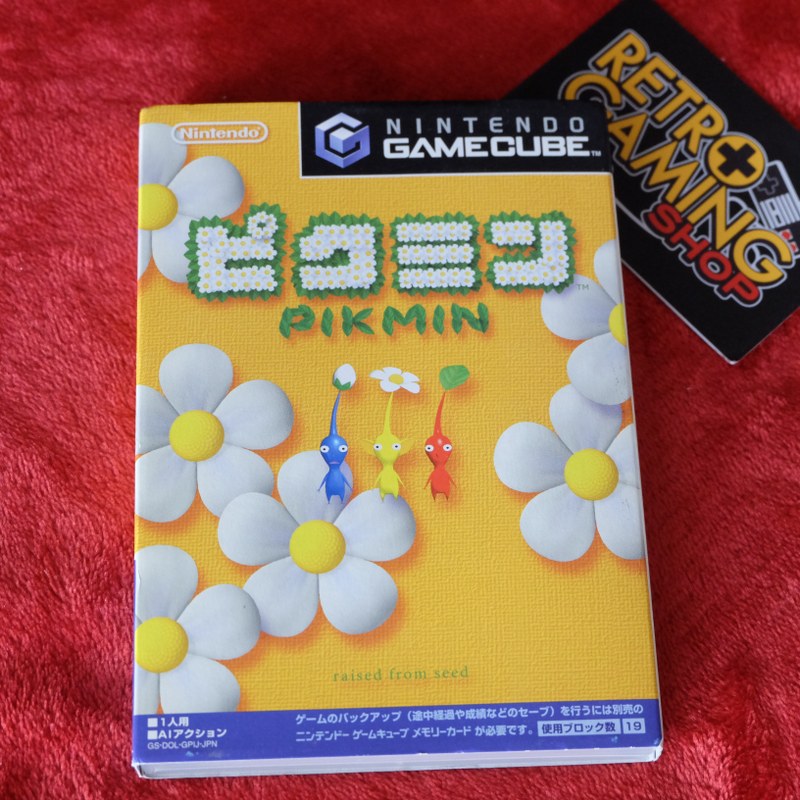 Nintendo
NINTENDO
GAMECUBE™
ピクミン™
PIKMIN
raised from seed
■1人用
■AIアクション
GS-DOL-GPIJ-JPN
ゲームのバックアップ(途中経過や成績などのセーブ)を行うには別売の
ニンテンドー ゲームキューブ メモリーカード が必要です。 使用ブロック数 19
RETRO
GAMING
SHOP